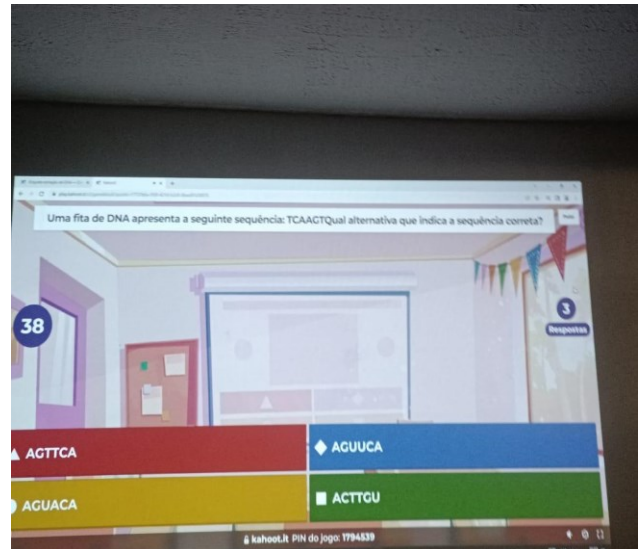 Uma fita de DNA apresenta a seguinte sequência: TCAAGTQual alternativa que indica a sequência correta?
38
3
Respostas
AGTTCA
AGUUCA
AGUACA
ACTTGU
kahoot.it PIN do jogo: 1794539